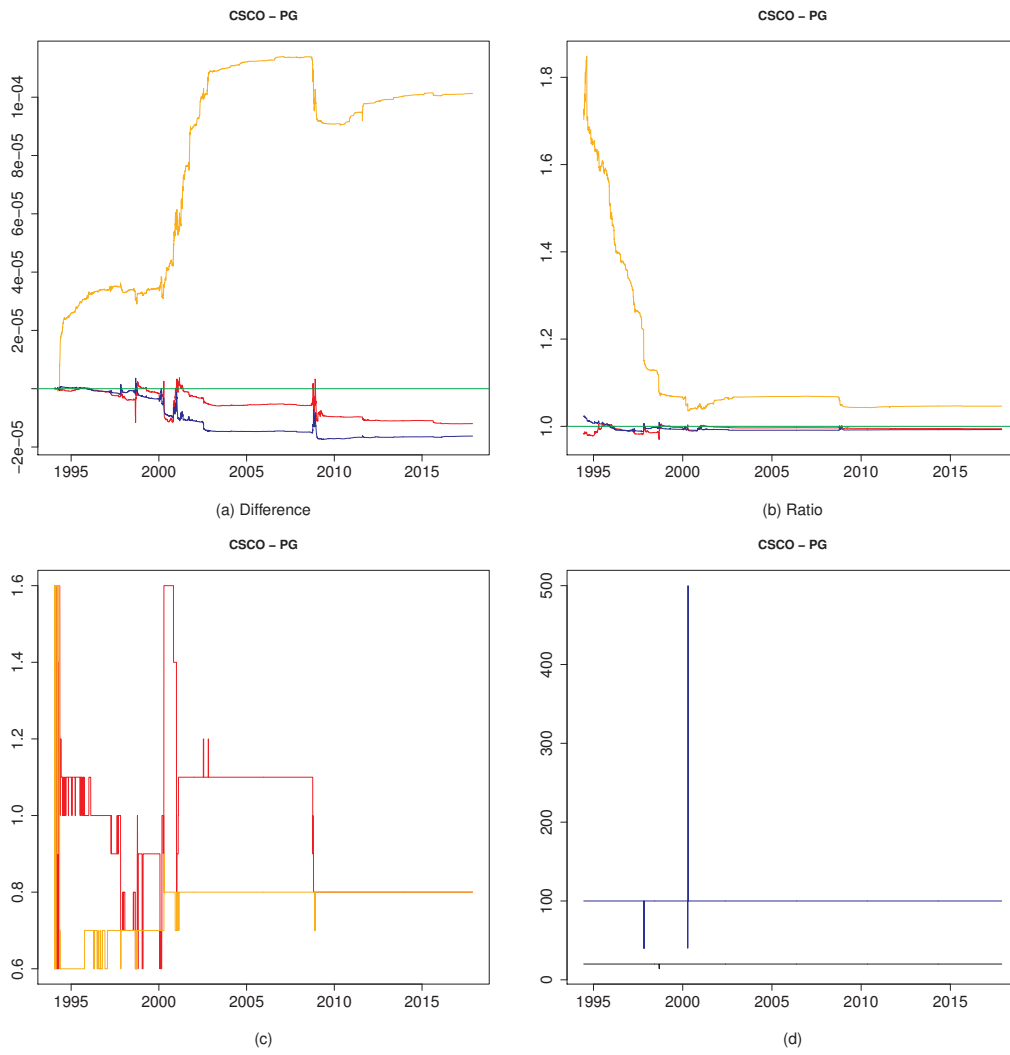 CSCO – PG
1e−04
8e−05
6e−05
4e−05
2e−05
−2e−05
1995 2000 2005 2010 2015
(a) Difference
CSCO – PG
1.8
1.6
1.4
1.2
1.0
1995 2000 2005 2010 2015
(b) Ratio
CSCO – PG
1.6
1.4
1.2
1.0
0.8
0.6
1995 2000 2005 2010 2015
(c)
CSCO – PG
500
400
300
200
100
0
1995 2000 2005 2010 2015
(d)